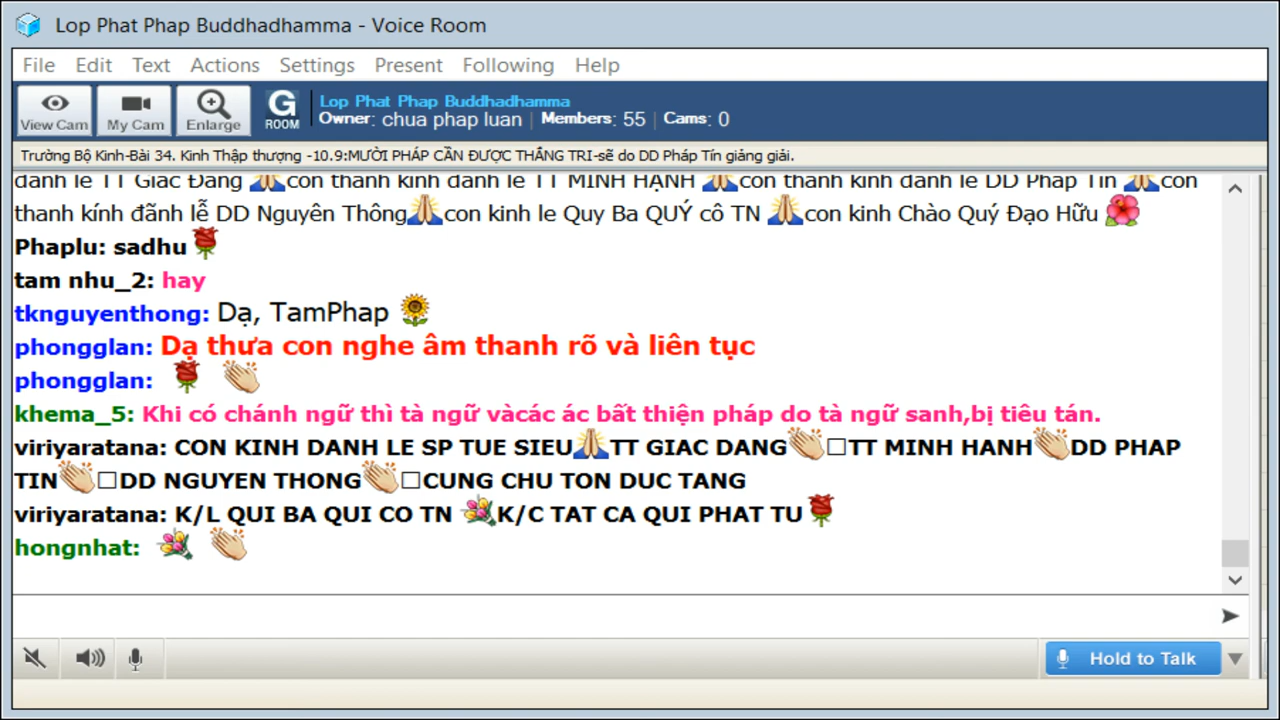 Lop Phat Phap Buddhadhamma - Voice Room
File Edit Text Actions Settings Present Following Help
View Cam My Cam Enlarge G ROOM
Lop Phat Phap Buddhadhamma
Owner: chua phap luan | Members: 55 | Cams: 0
Trường Bộ Kinh-Bài 34. Kinh Thập thượng -10.9:MƯỜI PHÁP CẦN ĐƯỢC THẮNG TRI-sẽ do DD Pháp Tín giảng giải.
TT Giac Đang 🙏con thanh kinh TT MINH HẠNH 🙏con thanh kinh DD Phap Tin 🙏con
thanh kính đãnh lễ DD Nguyên Thông🙏con kinh le Quy Ba QUÝ cô TN 🙏con kinh Chào Quý Đạo Hữu 🌺
Phaplu: sadhu🌹
tam nhu_2: hay
tknguyenthong: Dạ, TamPhap 🌻
phongglan: Dạ thưa con nghe âm thanh rõ và liên tục
phongglan: 🌹 👏
khema_5: Khi có chánh ngữ thì tà ngữ vàcác ác bất thiện pháp do tà ngữ sanh,bị tiêu tán.
viriyaratana: CON KINH DANH LE SP TUE SIEU🙏TT GIAC DANG👏□TT MINH HANH👏DD PHAP
TIN👏□DD NGUYEN THONG👏□CUNG CHU TON DUC TANG
viriyaratana: K/L QUI BA QUI CO TN 💐K/C TAT CA QUI PHAT TU🌹
hongnhat: 💐 👏
Hold to Talk